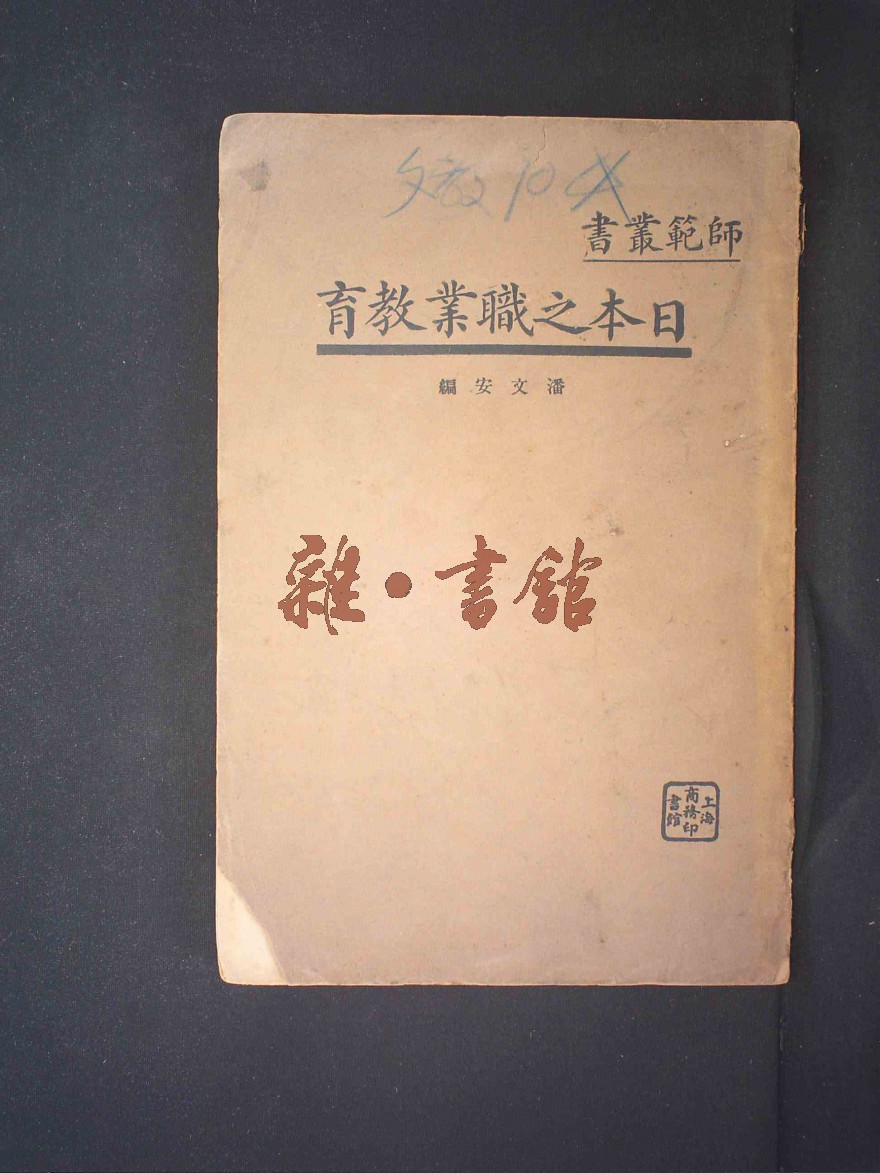 師範叢書
日本之職業教育
潘文安編
雜·書館
上海
商務印
書館